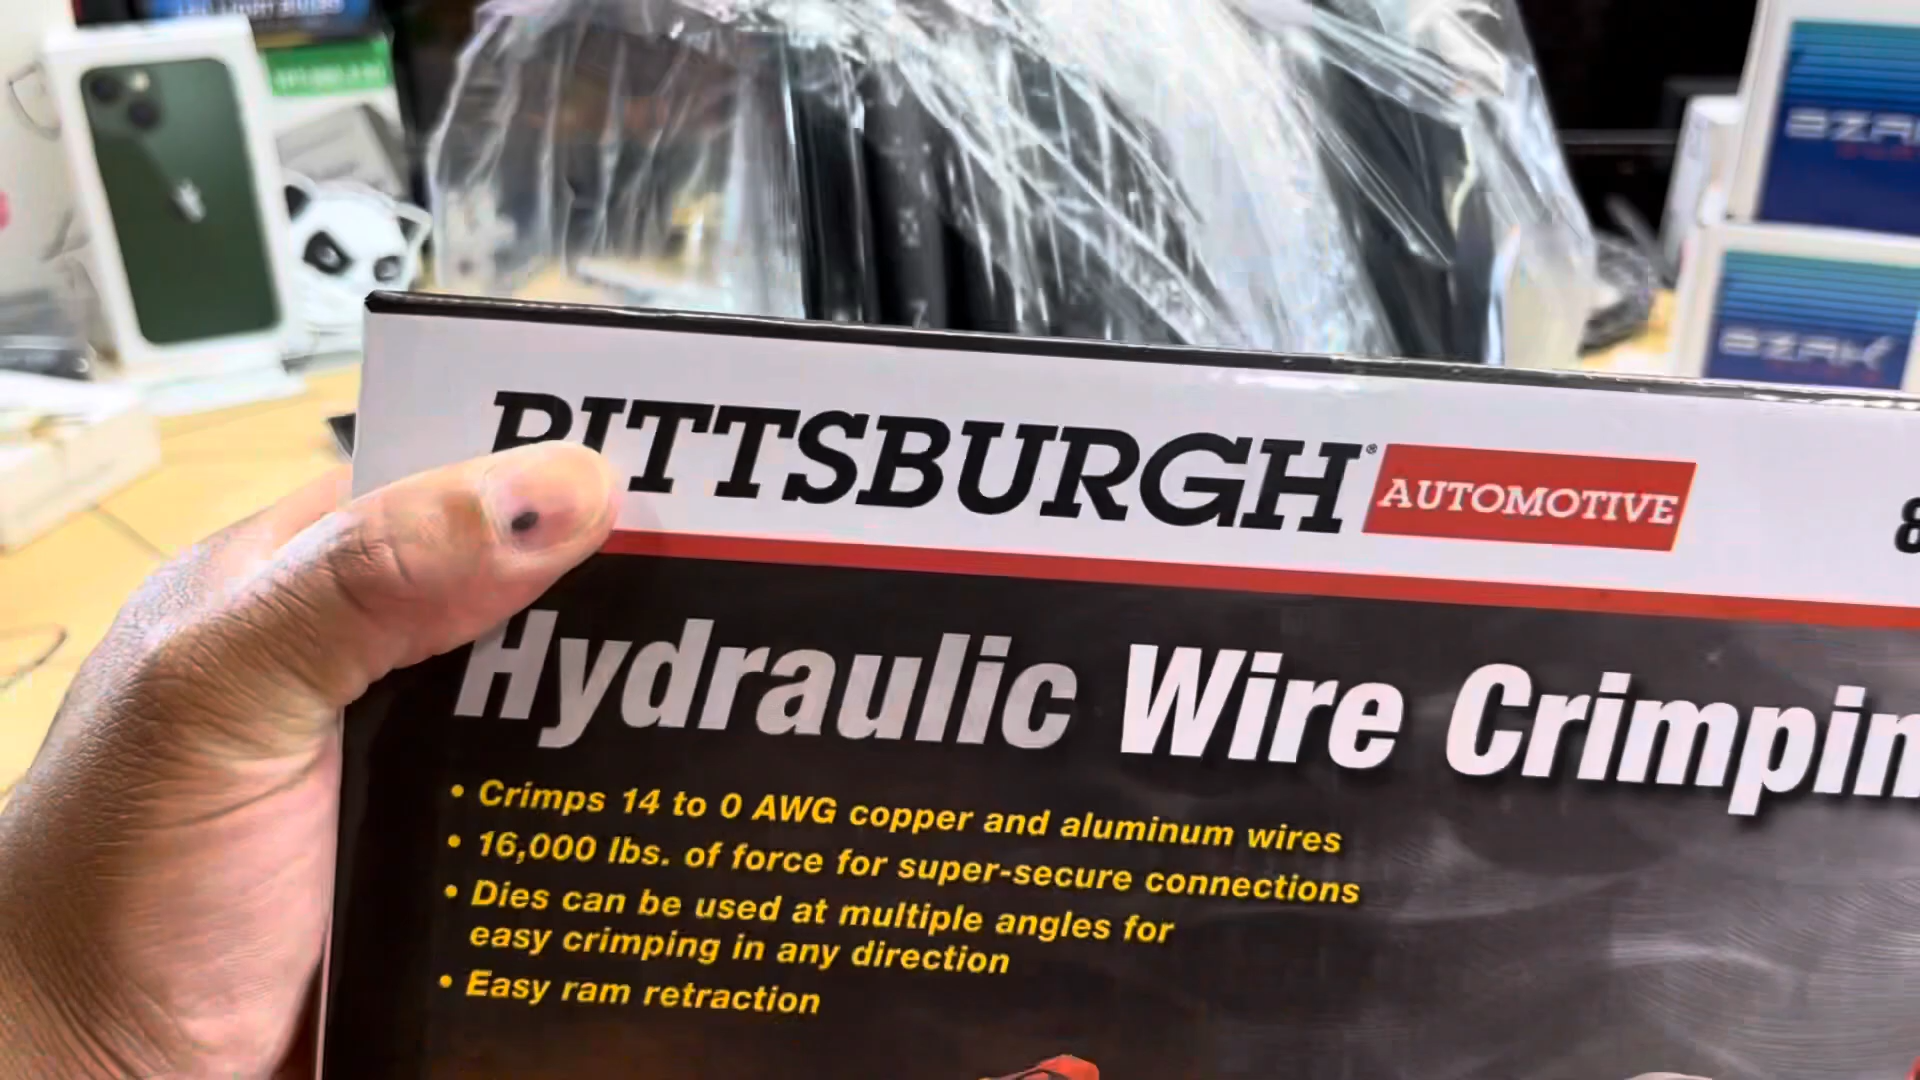 PITTSBURGH®
AUTOMOTIVE
8
Hydraulic Wire Crimpin
• Crimps 14 to 0 AWG copper and aluminum wires
• 16,000 lbs. of force for super-secure connections
• Dies can be used at multiple angles for
easy crimping in any direction
• Easy ram retraction